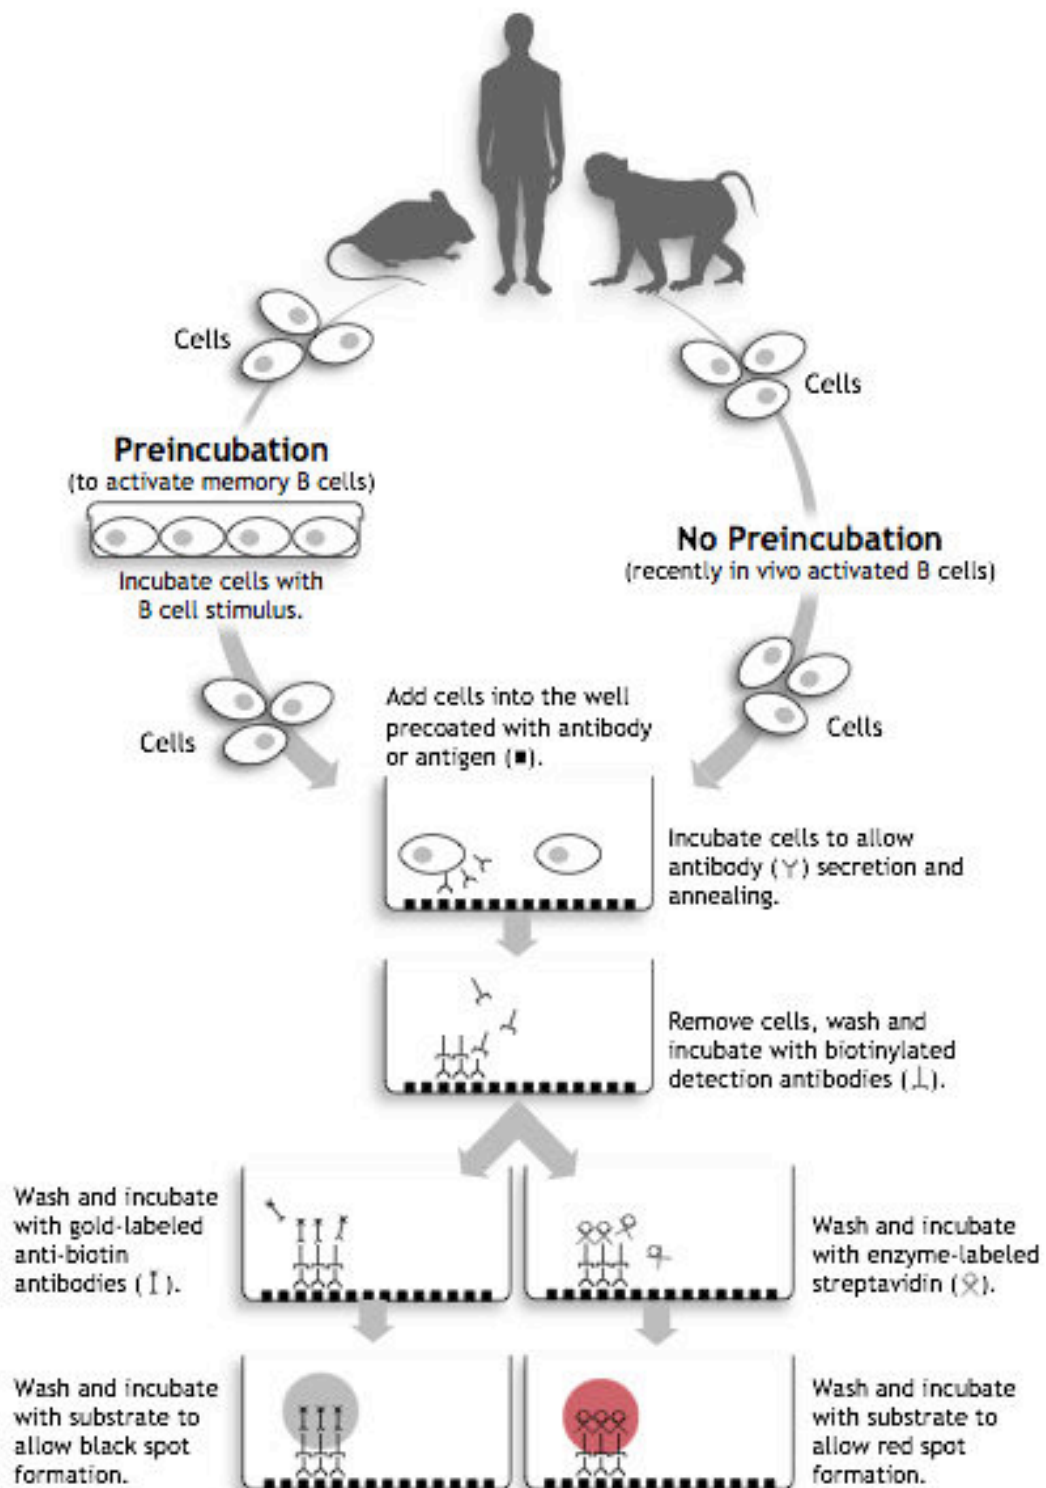 Cells
Cells
Preincubation
(to activate memory B cells)
Incubate cells with
B cell stimulus.
No Preincubation
(recently in vivo activated B cells)
Cells
Cells
Add cells into the well
precoated with antibody
or antigen (■).
Incubate cells to allow
antibody (Y) secretion and
annealing.
Remove cells, wash and
incubate with biotinylated
detection antibodies (⅄).
Wash and incubate
with gold-labeled
anti-biotin
antibodies (I).
Wash and incubate
with enzyme-labeled
streptavidin (⯲).
Wash and incubate
with substrate to
allow black spot
formation.
Wash and incubate
with substrate to
allow red spot
formation.